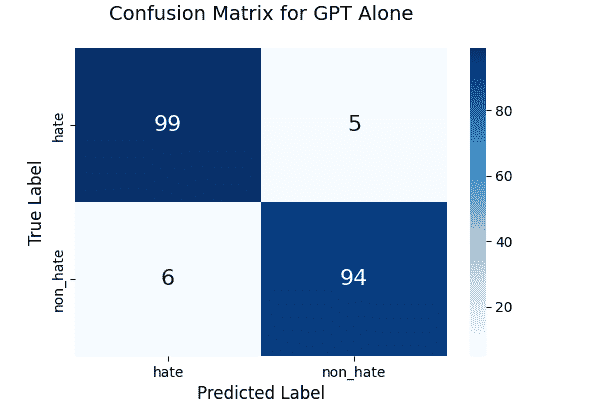 Confusion Matrix for GPT Alone
True Label
hate
99
5
non_hate
6
94
hate
non_hate
Predicted Label
80
60
40
20